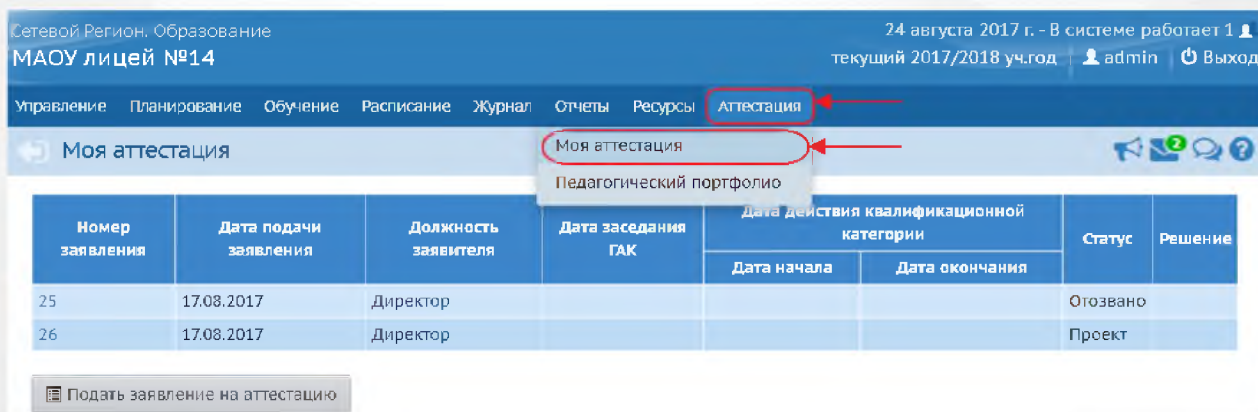 Сетевой Регион. Образование
24 августа 2017 г. - В системе работает 1
МАОУ лицей №14
текущий 2017/2018 уч.год admin Выход
Управление Планирование Обучение Расписание Журнал Отчеты Ресурсы Аттестация
Моя аттестация
Моя аттестация
2
Педагогический портфолио
Номер заявления
Дата подачи заявления
Должность заявителя
Дата заседания ГАК
Дата действия квалификационной категории
Статус
Решение
Дата начала
Дата окончания
25 17.08.2017 Директор Отозвано
26 17.08.2017 Директор Проект
Подать заявление на аттестацию